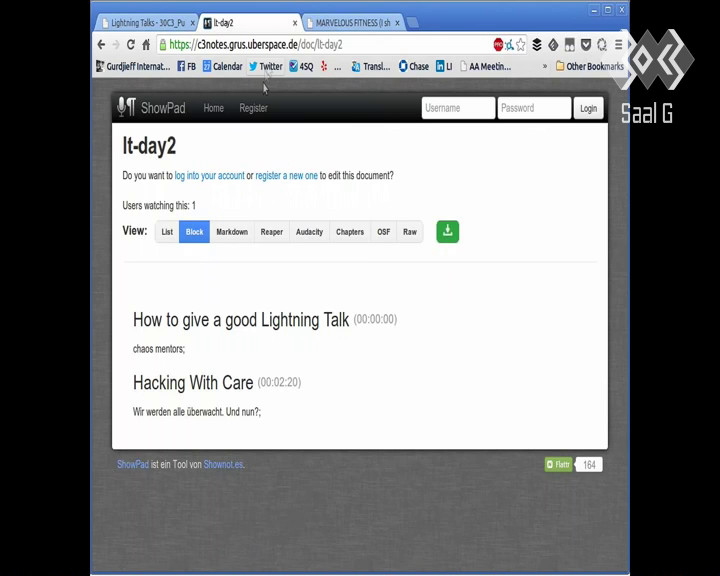 Lightning Talks - 30C3_Pu
lt-day2
MARVELOUS FITNESS (I sh
https://c3notes.grus.uberspace.de/doc/lt-day2
Gurdjieff Internat...
FB
Calendar
Twitter
4SQ
...
Transl...
Chase
LI
AA Meetin...
»
Other Bookmarks
Saal G
ShowPad
Home
Register
Username
Password
Login
lt-day2
Do you want to log into your account or register a new one to edit this document?
Users watching this: 1
View:
List
Block
Markdown
Reaper
Audacity
Chapters
OSF
Raw
How to give a good Lightning Talk (00:00:00)
chaos mentors;
Hacking With Care (00:02:20)
Wir werden alle überwacht. Und nun?;
ShowPad ist ein Tool von Shownot.es.
Flattr
164